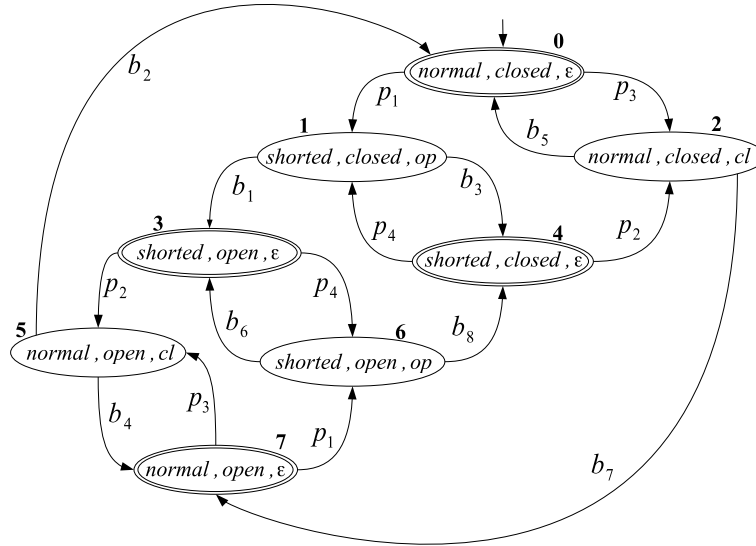 0
b2
normal , closed , ε
p1
p3
1
2
b5
shorted , closed , op
normal , closed , cl
b1
b3
3
4
p4
p2
shorted , open , ε
shorted , closed , ε
p2
p4
5
b6
6
b8
normal , open , cl
shorted , open , op
p3
b4
7
p1
normal , open , ε
b7